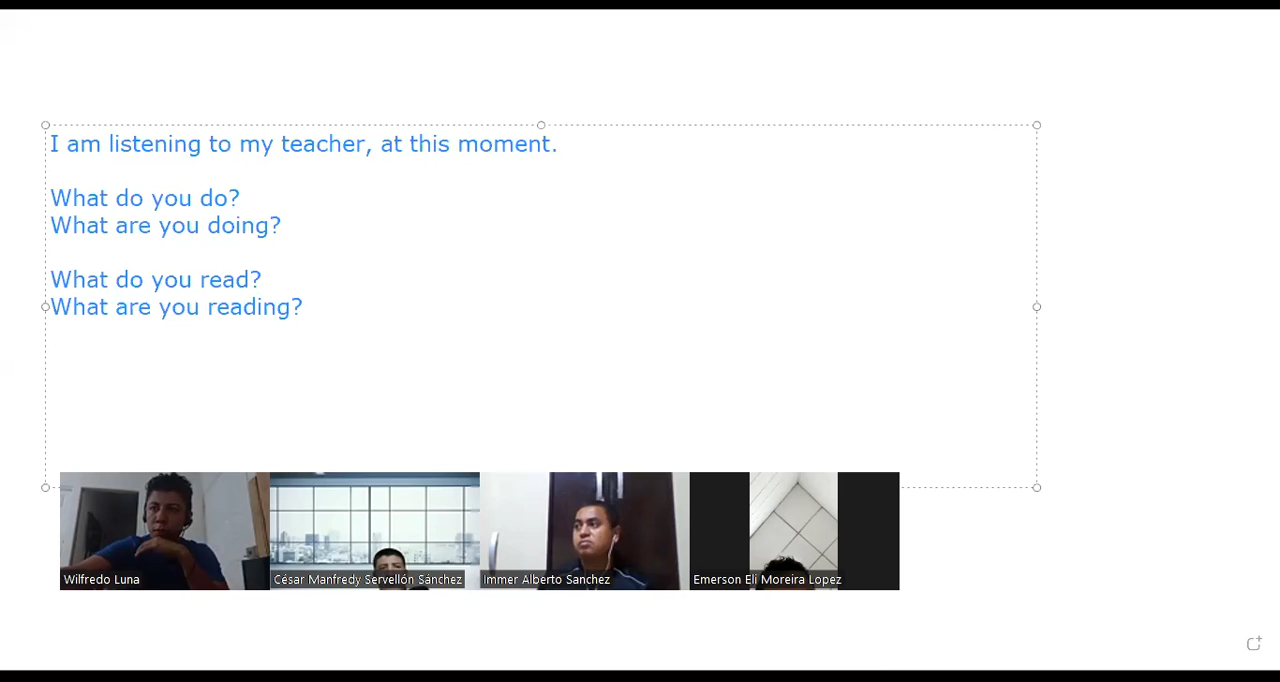 I am listening to my teacher, at this moment.
What do you do?
What are you doing?
What do you read?
What are you reading?
Wilfredo Luna
César Manfredy Servellón Sánchez
Immer Alberto Sanchez
Emerson Eli Moreira Lopez